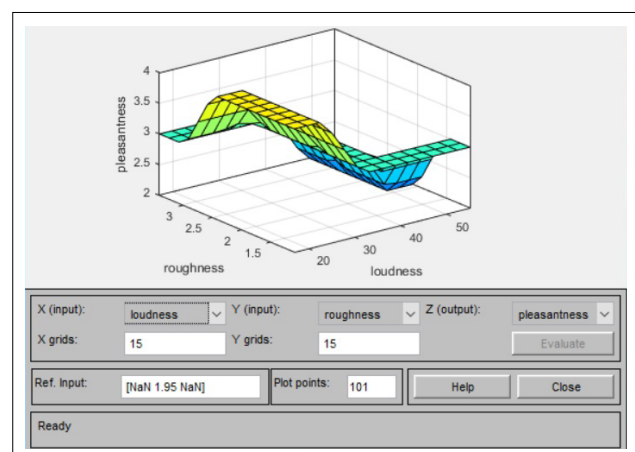 4
3.5
3
2.5
2
pleasantness
3
2.5
2
1.5
roughness
20
30
40
50
loudness
X (input):
loudness
Y (input):
roughness
Z (output):
pleasantness
X grids:
15
Y grids:
15
Evaluate
Ref. Input:
[NaN 1.95 NaN]
Plot points:
101
Help
Close
Ready